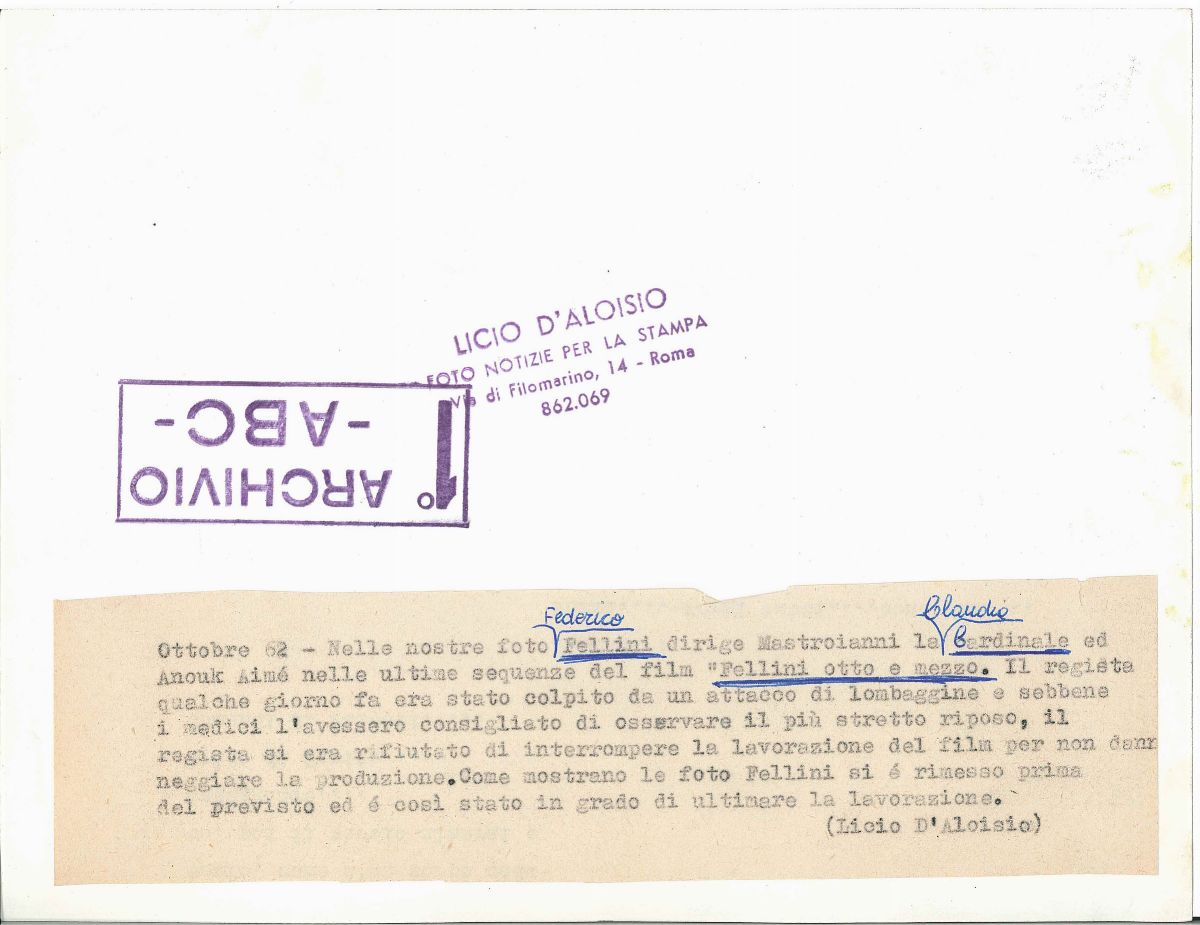 LICIO D'ALOISIO
FOTO NOTIZIE PER LA STAMPA
Via di Filomarino, 14 - Roma
862.069
1° ARCHIVIO
-ABC-
Federico
Claudia
Ottobre 62 - Nelle nostre foto Fellini dirige Mastroianni la Cardinale ed
Anouk Aimé nelle ultime sequenze del film "Fellini otto e mezzo. Il regista
qualche giorno fa era stato colpito da un attacco di lombaggine e sebbene
i medici l'avessero consigliato di osservare il più stretto riposo, il
regista si era rifiutato di interrompere la lavorazione del film per non dann
neggiare la produzione.Come mostrano le foto Fellini si é rimesso prima
del previsto ed é così stato in grado di ultimare la lavorazione.
(Licio D'Aloisio)